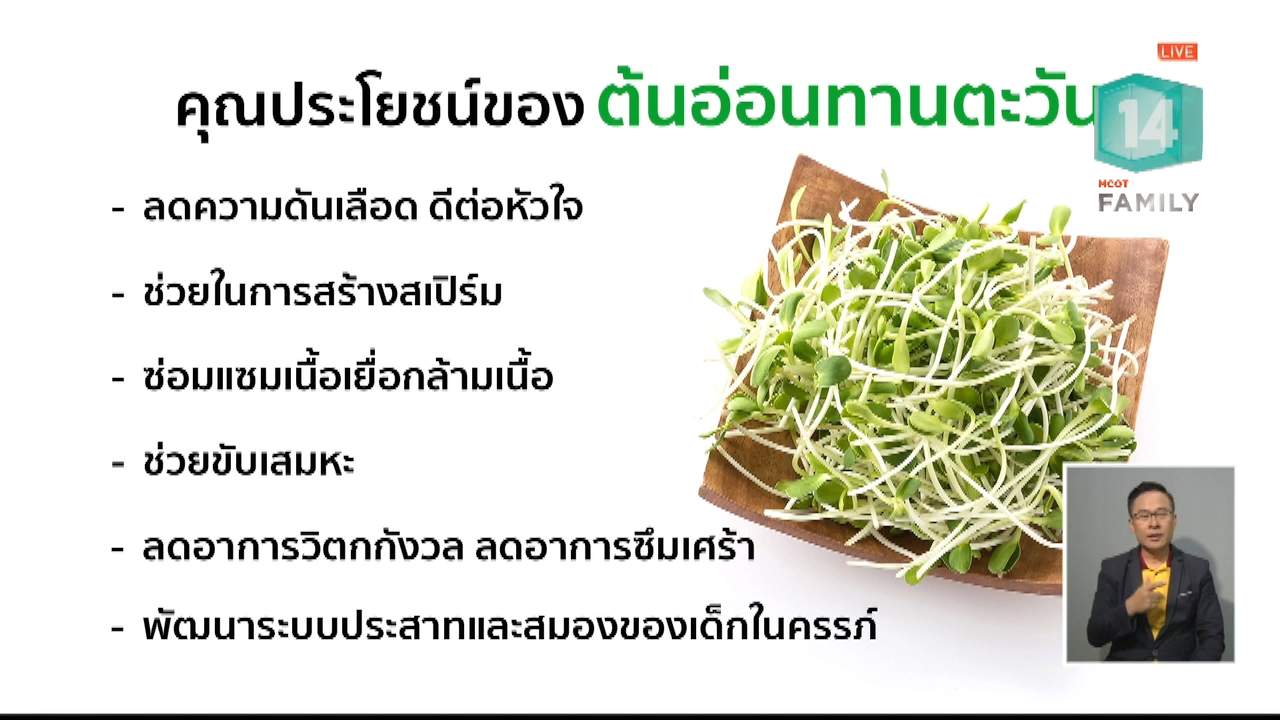 LIVE
คุณประโยชน์ของ ต้นอ่อนทานตะวัน
14
MCOT
FAMILY
- ลดความดันเลือด ดีต่อหัวใจ
- ช่วยในการสร้างสเปิร์ม
- ซ่อมแซมเนื้อเยื่อกล้ามเนื้อ
- ช่วยขับเสมหะ
- ลดอาการวิตกกังวล ลดอาการซึมเศร้า
- พัฒนาระบบประสาทและสมองของเด็กในครรภ์